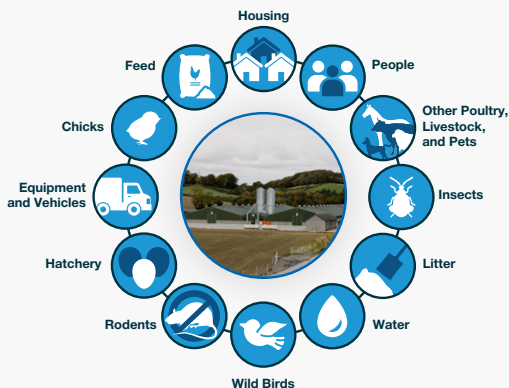 Housing
People
Other Poultry,
Livestock,
and Pets
Insects
Litter
Water
Wild Birds
Rodents
Hatchery
Equipment
and Vehicles
Chicks
Feed